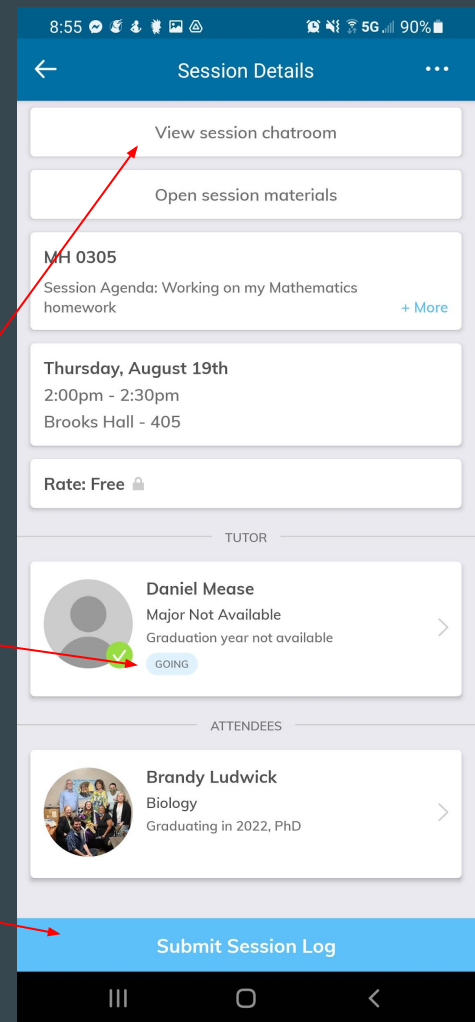 8:55 5G 90%
Session Details
View session chatroom
Open session materials
MH 0305
Session Agenda: Working on my Mathematics
homework + More
Thursday, August 19th
2:00pm - 2:30pm
Brooks Hall - 405
Rate: Free
TUTOR
Daniel Mease
Major Not Available
Graduation year not available
GOING
ATTENDEES
Brandy Ludwick
Biology
Graduating in 2022, PhD
Submit Session Log